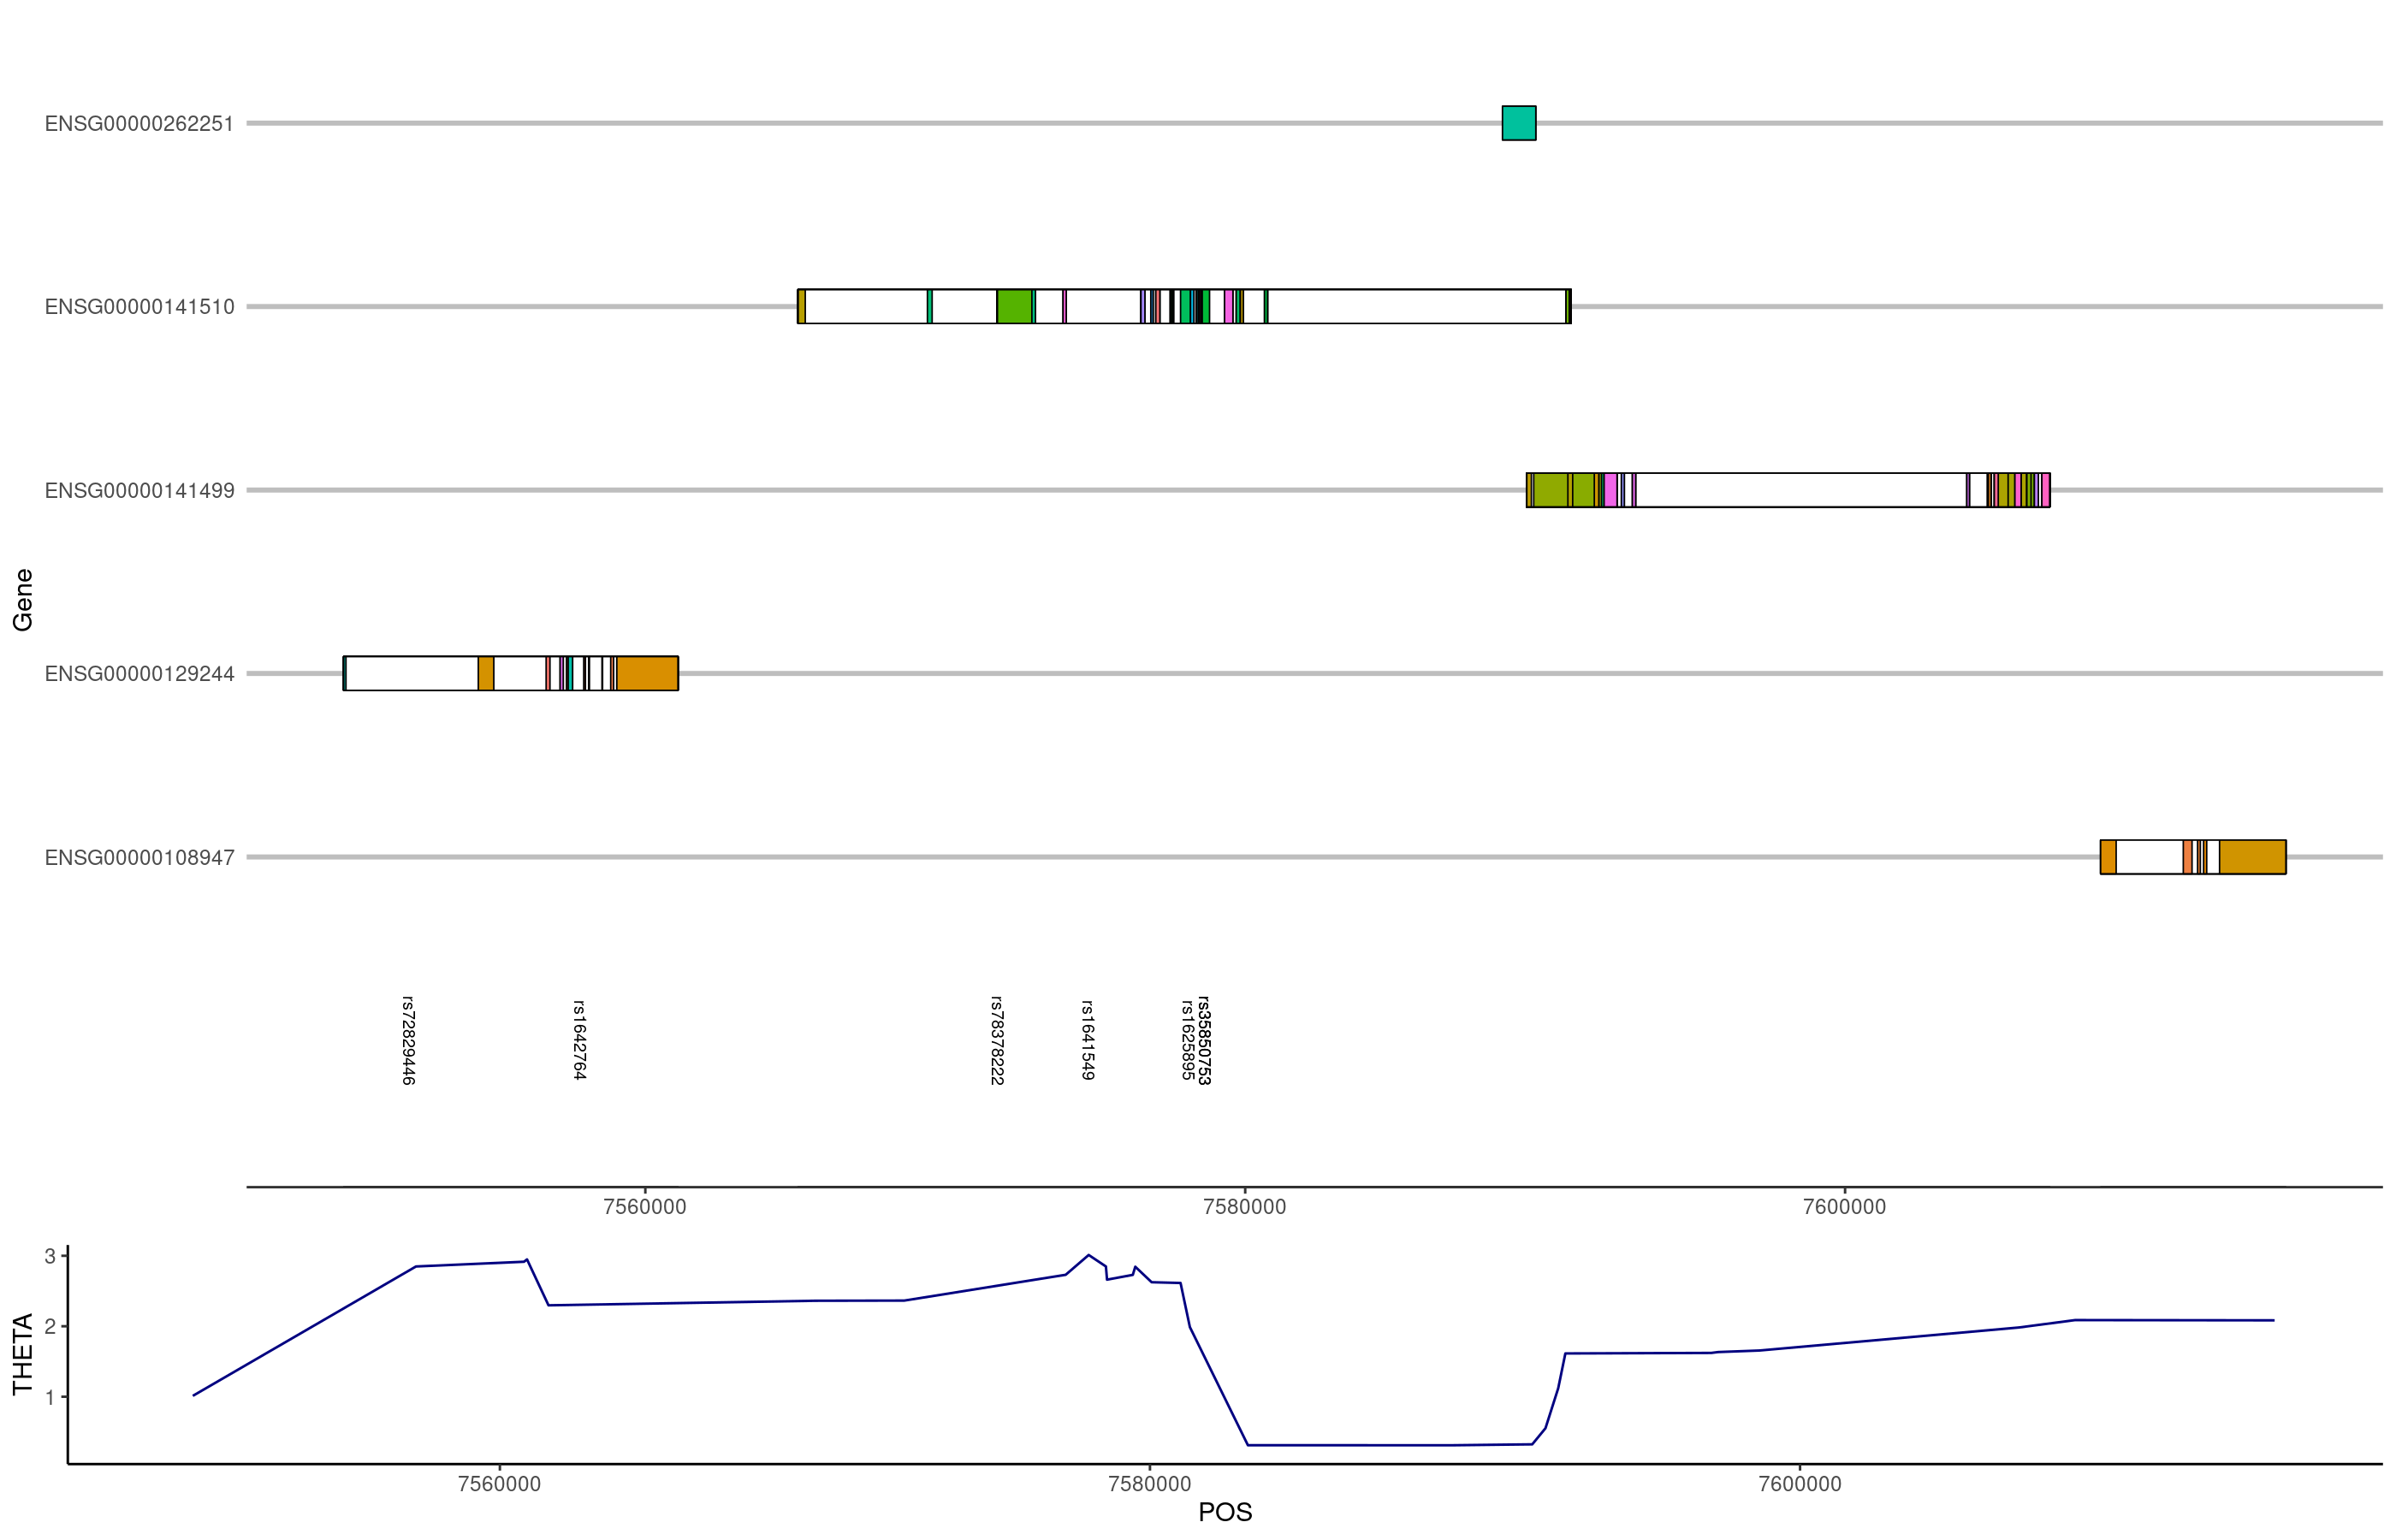 ENSG00000262251
ENSG00000141510
ENSG00000141499
Gene
ENSG00000129244
ENSG00000108947
rs72829446
rs1642764
rs78378222
rs1641549
rs1625895
rs35850753
7560000
7580000
7600000
3
2
1
THETA
7560000
7580000
7600000
POS